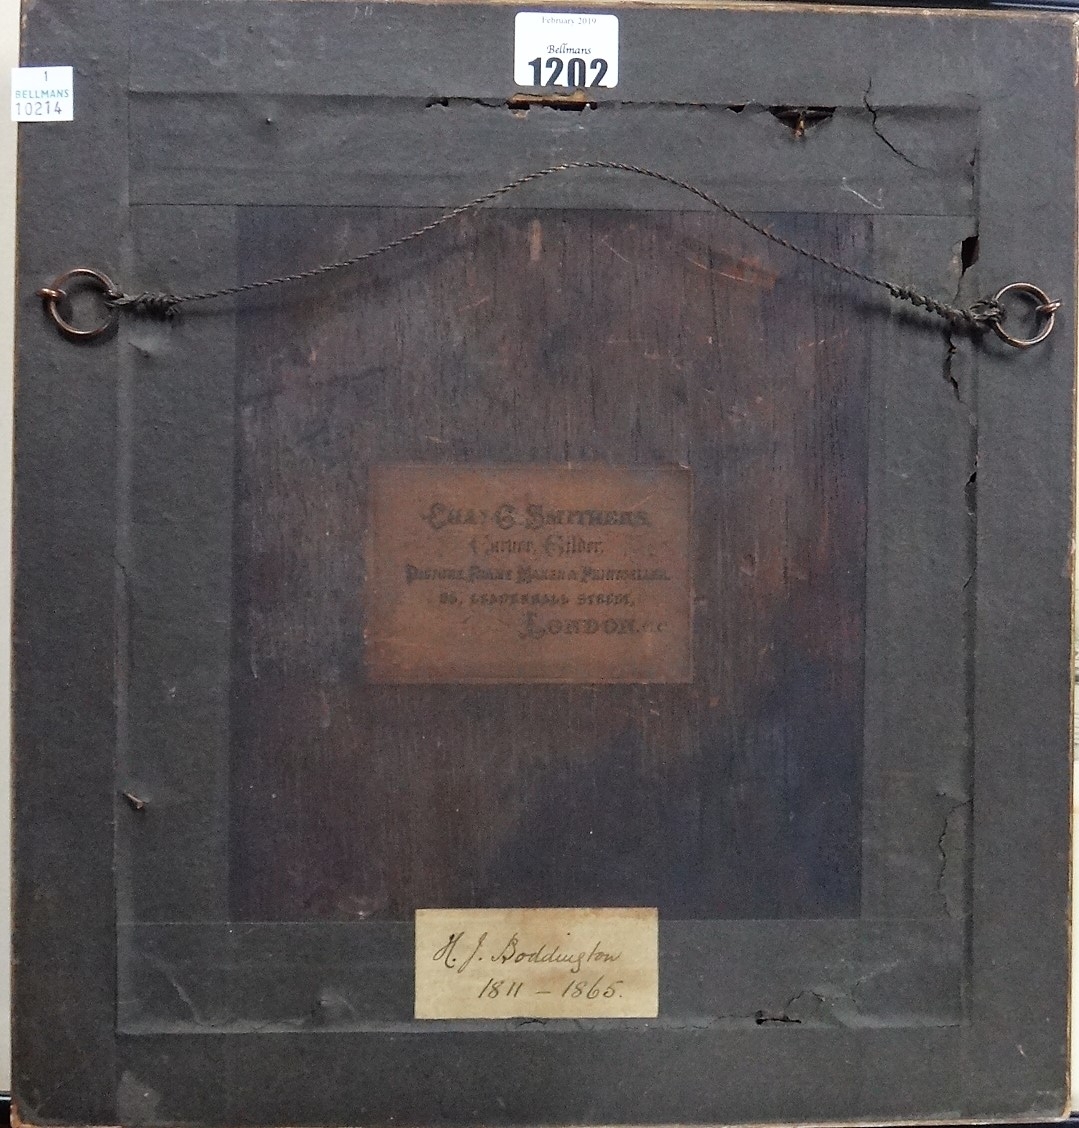 February 2019
Bellmans
1202
1
BELLMANS
10214
CHAs. C. SMITHERS,
Carver, Gilder,
PICTURE FRAME MAKER & PRINTSELLER,
LEADENHALL STREET,
LONDON. E.C
H. J. Boddington
1811 – 1865.